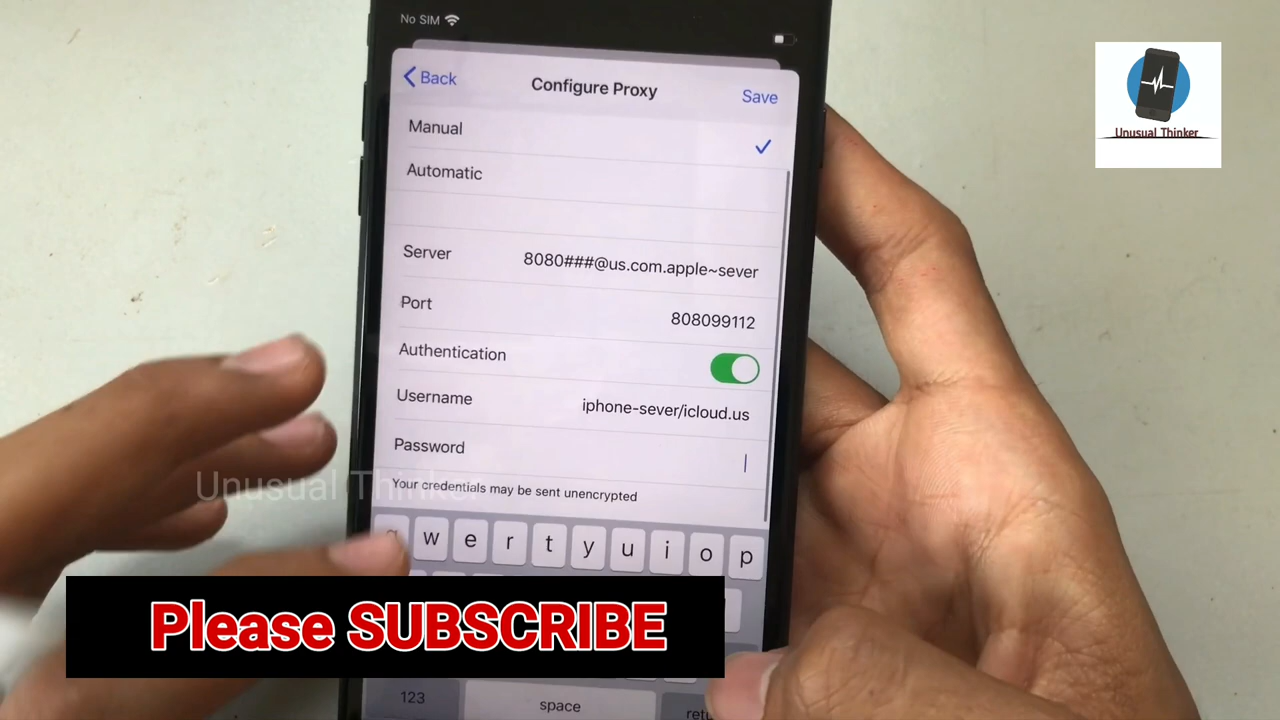 No SIM
Back
Configure Proxy
Save
Manual
Automatic
Server
8080###@us.com.apple~sever
Port
808099112
Authentication
Username
iphone-sever/icloud.us
Password
Your credentials may be sent unencrypted
w e r t y u i o p
123
space
Unusual Thinker
Unusual Thinker
Please SUBSCRIBE